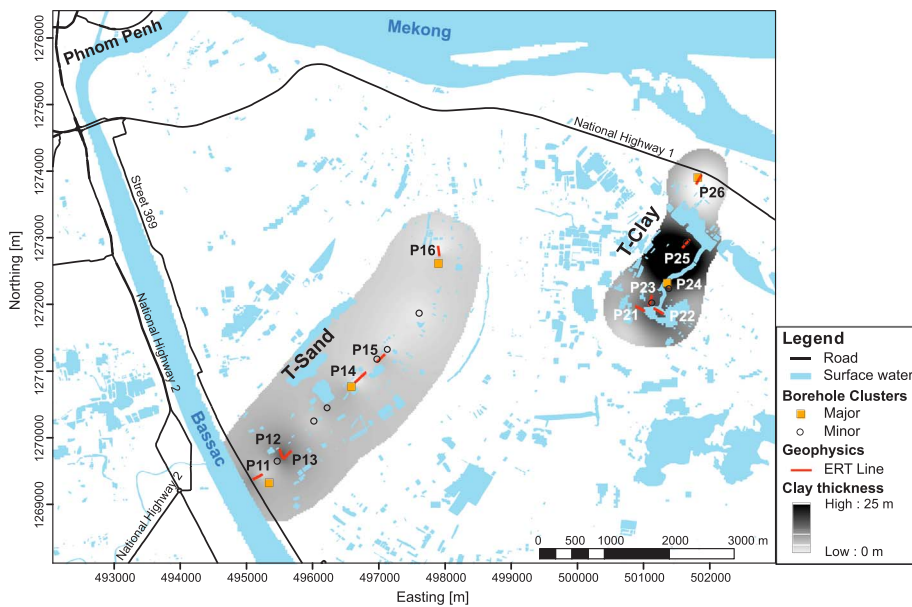 Northing [m]
1276000
1275000
1274000
1273000
1272000
1271000
1270000
1269000
Phnom Penh
Mekong
National Highway 1
Street 369
National Highway 2
National Highway 2
Bassac
T-Sand
P16
P15
P14
P12
P13
P11
T-Clay
P26
P25
P24
P23
P21
P22
0 500 1000 2000 3000 m
493000 494000 495000 496000 497000 498000 499000 500000 501000 502000
Easting [m]
Legend
Road
Surface water
Borehole Clusters
Major
Minor
Geophysics
ERT Line
Clay thickness
High : 25 m
Low : 0 m